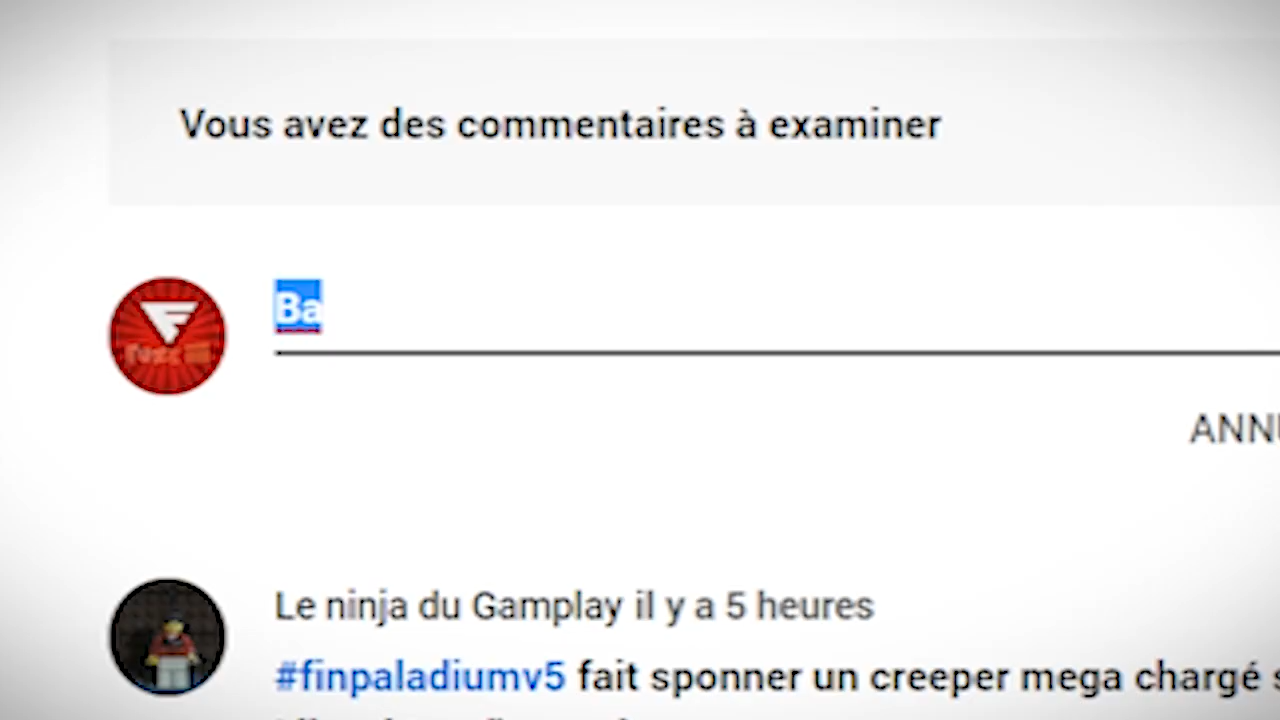 Vous avez des commentaires à examiner
Ba
ANNU
Le ninja du Gamplay il y a 5 heures
#finpaladiumv5 fait sponner un creeper mega chargé s